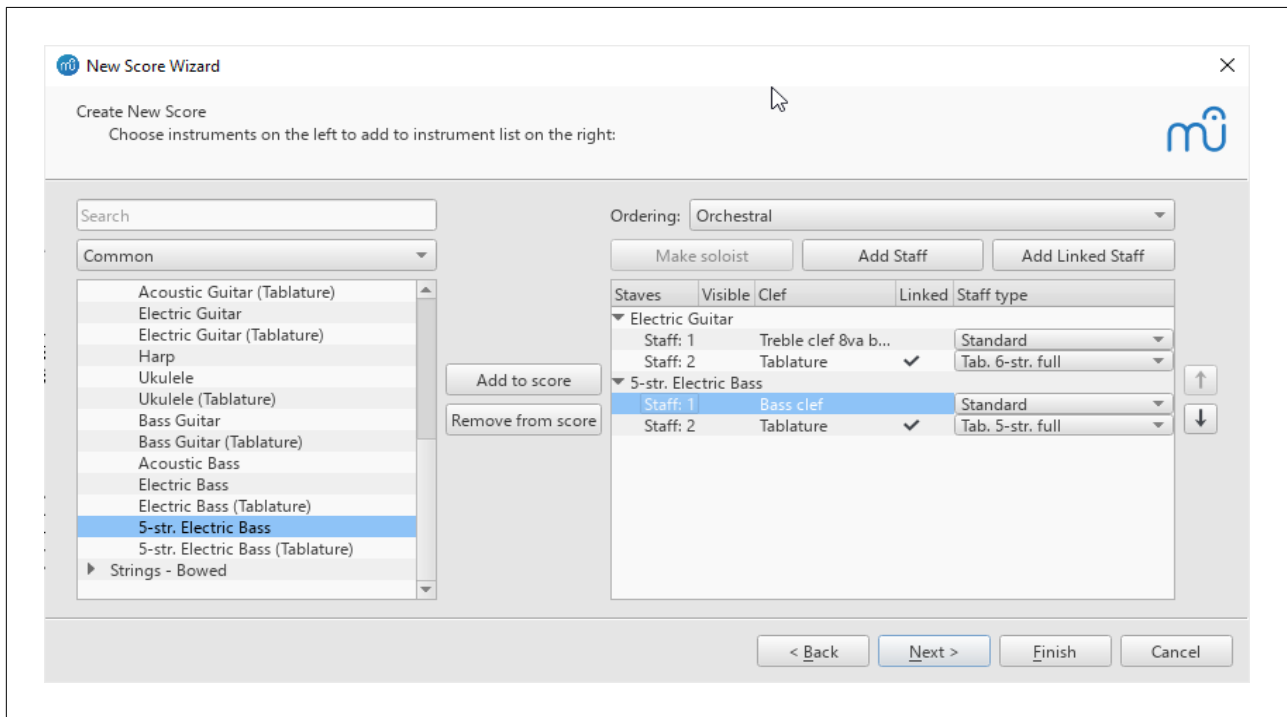 New Score Wizard
Create New Score
Choose instruments on the left to add to instrument list on the right:
mû
Search
Common
Acoustic Guitar (Tablature)
Electric Guitar
Electric Guitar (Tablature)
Harp
Ukulele
Ukulele (Tablature)
Bass Guitar
Bass Guitar (Tablature)
Acoustic Bass
Electric Bass
Electric Bass (Tablature)
5-str. Electric Bass
5-str. Electric Bass (Tablature)
Strings - Bowed
Add to score
Remove from score
Ordering: Orchestral
Make soloist Add Staff Add Linked Staff
Staves Visible Clef Linked Staff type
Electric Guitar
Staff: 1 Treble clef 8va b... Standard
Staff: 2 Tablature ✔ Tab. 6-str. full
5-str. Electric Bass
Staff: 1 Bass clef Standard
Staff: 2 Tablature ✔ Tab. 5-str. full
< Back Next > Finish Cancel